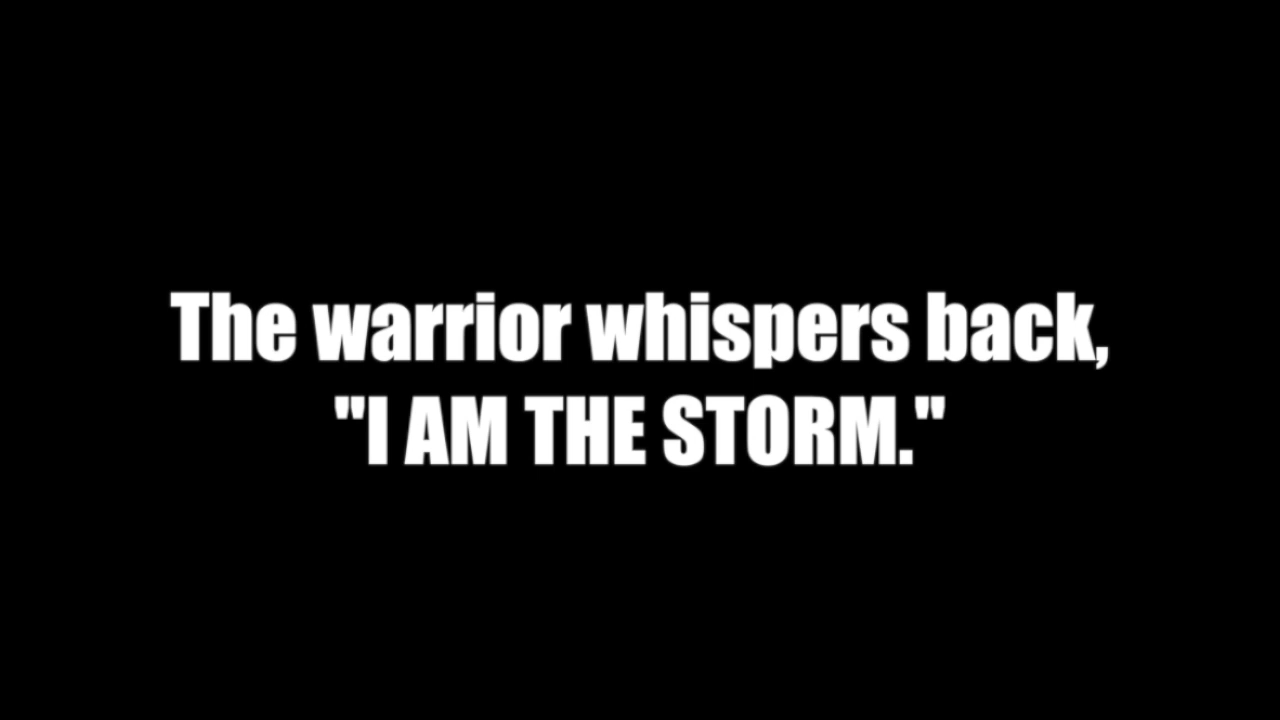 The warrior whispers back,
"I AM THE STORM."